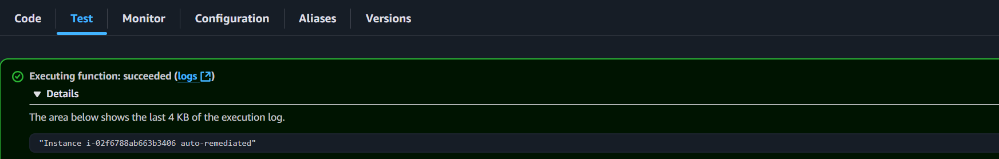 Code Test Monitor Configuration Aliases Versions
Executing function: succeeded (logs)
Details
The area below shows the last 4 KB of the execution log.
"Instance i-02f6788ab663b3406 auto-remediated"